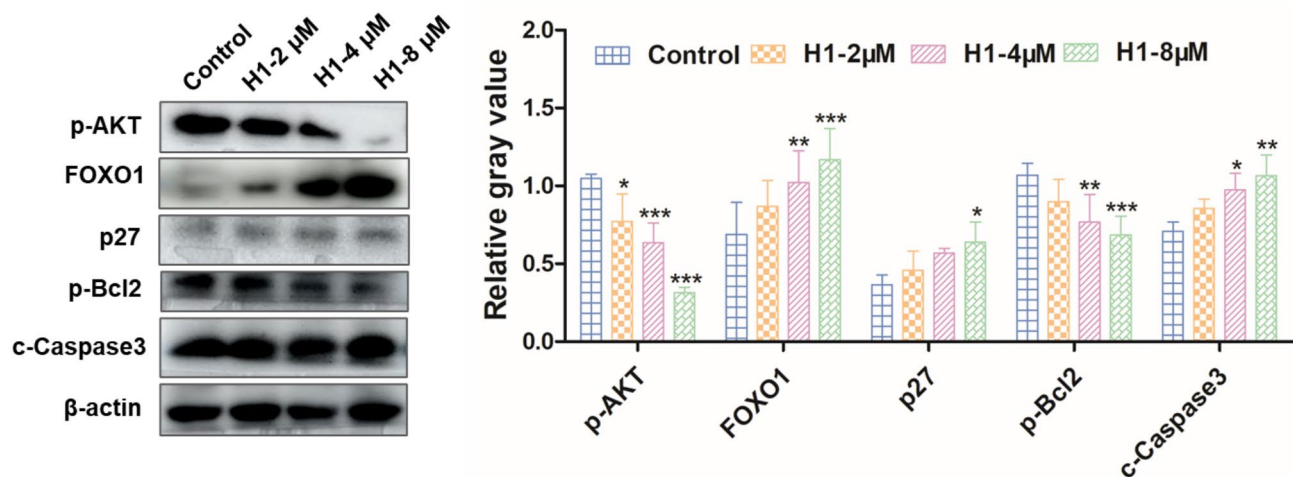 Control H1-2 μM H1-4 μM H1-8 μM
p-AKT
FOXO1
p27
p-Bcl2
c-Caspase3
β-actin
Relative gray value
2.0
1.5
1.0
0.5
0.0
Control H1-2μM H1-4μM H1-8μM
* *** ***
** ***
*
** ***
* **
p-AKT FOXO1 p27 p-Bcl2 c-Caspase3